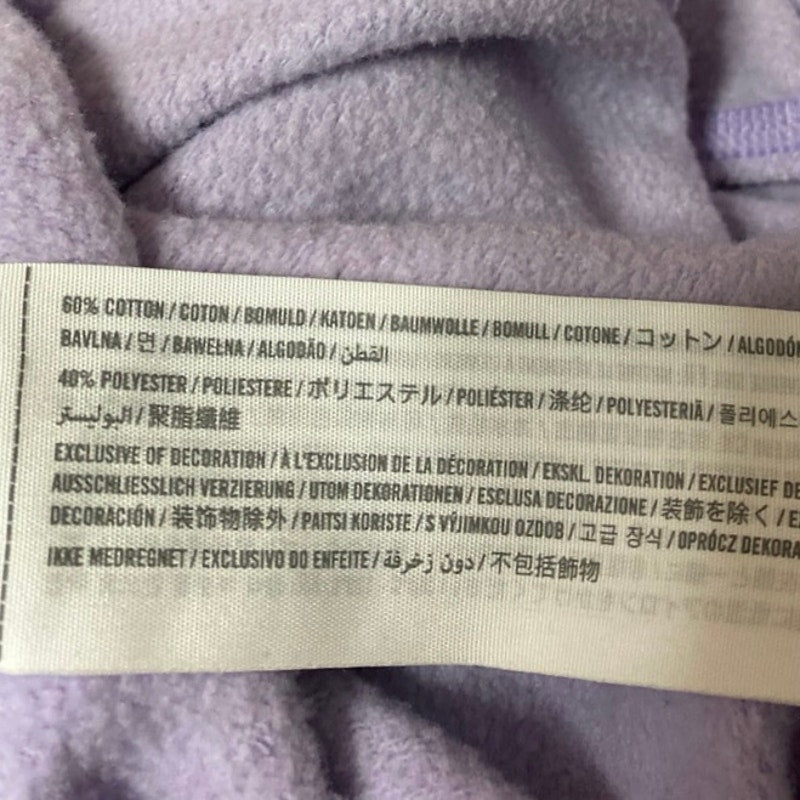 60% COTTON / COTON / BOMULD / KATOEN / BAUMWOLLE / BOMULL / COTONE / コットン / ALGODÓN
BAVLNA / 면 / BAWEŁNA / ALGODÃO / القطن
40% POLYESTER / POLIESTERE / ポリエステル / POLIÉSTER / 涤纶 / POLYESTERIÄ / 폴리에스
البوليستر / 聚脂纖維
EXCLUSIVE OF DECORATION / À L'EXCLUSION DE LA DÉCORATION / EKSKL. DEKORATION / EXCLUSIEF DE
AUSSCHLIESSLICH VERZIERUNG / UTOM DEKORATIONEN / ESCLUSA DECORAZIONE / 装飾を除く / E
DECORACIÓN / 装饰物除外 / PAITSI KORISTE / S VÝJIMKOU OZDOB / 고급 장식 / OPRÓCZ DEKORA
IKKE MEDREGNET / EXCLUSIVO DO ENFEITE / دون زخرفة / 不包括飾物